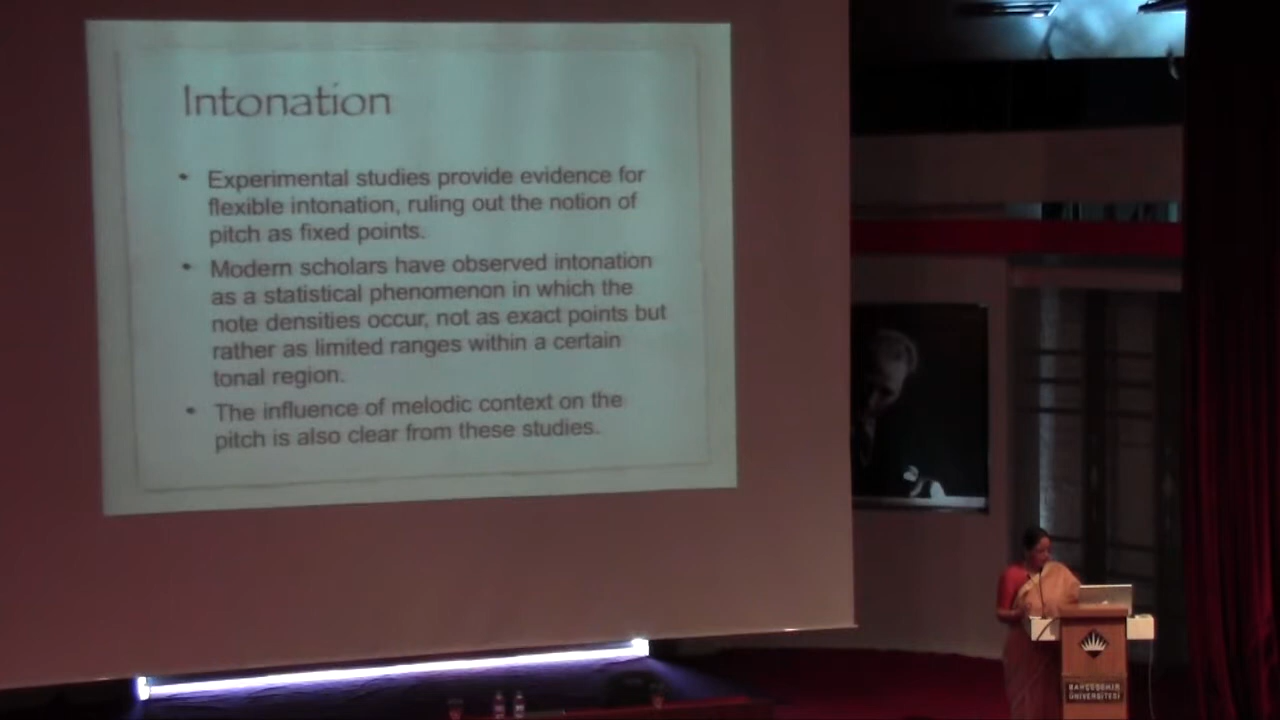 Intonation
• Experimental studies provide evidence for
flexible intonation, ruling out the notion of
pitch as fixed points.
• Modern scholars have observed intonation
as a statistical phenomenon in which the
note densities occur, not as exact points but
rather as limited ranges within a certain
tonal region.
• The influence of melodic context on the
pitch is also clear from these studies.
BAHÇEŞEHİR
ÜNİVERSİTESİ